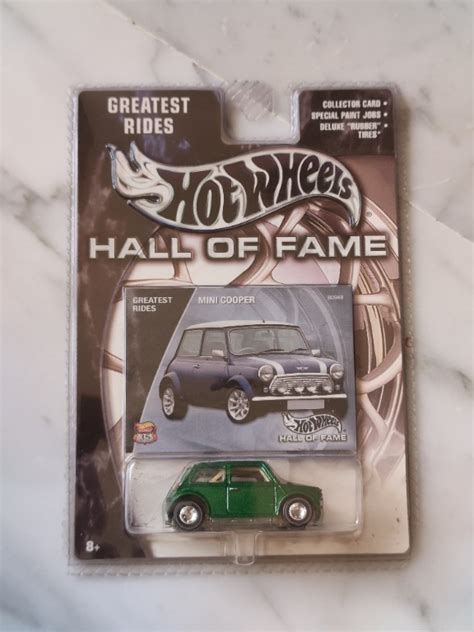 GREATEST
RIDES
COLLECTOR CARD •
SPECIAL PAINT JOBS •
DELUXE "RUBBER" •
TIRES
HOT WHEELS
HALL OF FAME
GREATEST
RIDES
MINI COOPER
HOT WHEELS
HALL OF FAME
8+